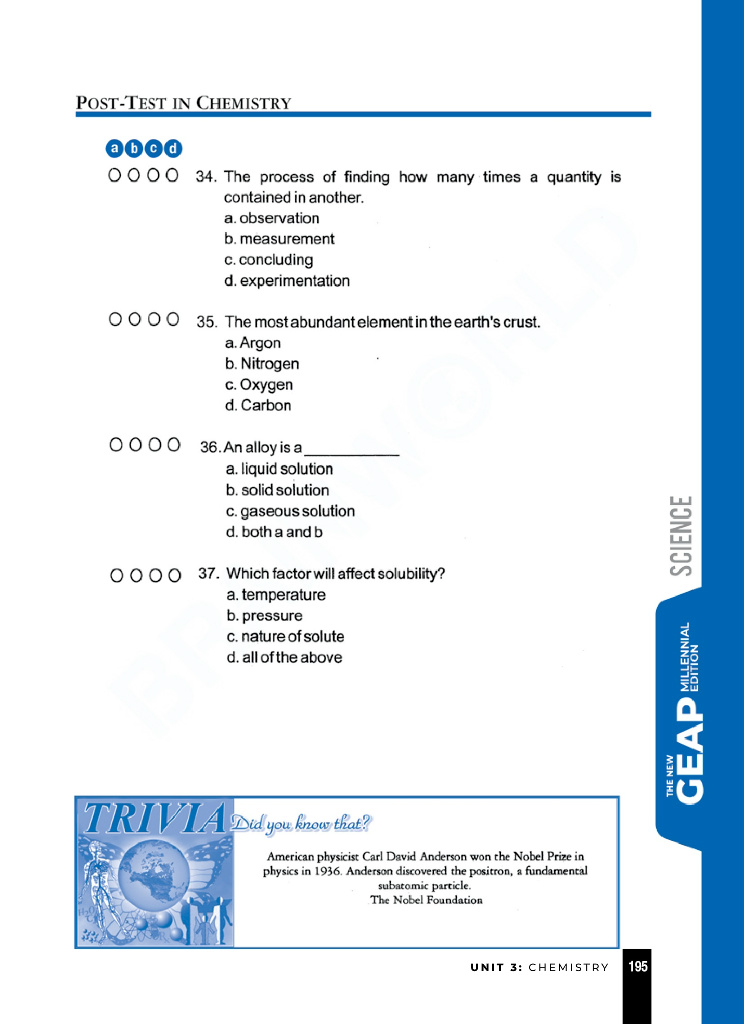 POST-TEST IN CHEMISTRY
a b c d
34. The process of finding how many times a quantity is
contained in another.
a. observation
b. measurement
c. concluding
d. experimentation
35. The most abundant element in the earth's crust.
a. Argon
b. Nitrogen
c. Oxygen
d. Carbon
36. An alloy is a ___________
a. liquid solution
b. solid solution
c. gaseous solution
d. both a and b
37. Which factor will affect solubility?
a. temperature
b. pressure
c. nature of solute
d. all of the above
SCIENCE
THE NEW
GEAP MILLENNIAL
EDITION
TRIVIA Did you know that?
American physicist Carl David Anderson won the Nobel Prize in
physics in 1936. Anderson discovered the positron, a fundamental
subatomic particle.
The Nobel Foundation
UNIT 3: CHEMISTRY 195